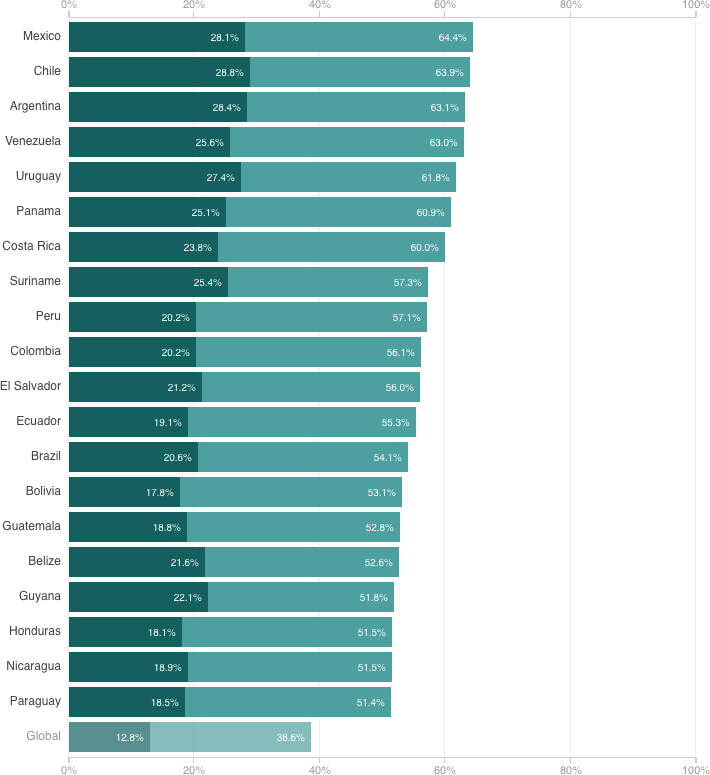 0% 20% 40% 60% 80% 100%
Mexico 28.1% 64.4%
Chile 28.8% 63.9%
Argentina 28.4% 63.1%
Venezuela 25.6% 63.0%
Uruguay 27.4% 61.8%
Panama 25.1% 60.9%
Costa Rica 23.8% 60.0%
Suriname 25.4% 57.3%
Peru 20.2% 57.1%
Colombia 20.2% 56.1%
El Salvador 21.2% 56.0%
Ecuador 19.1% 55.3%
Brazil 20.6% 54.1%
Bolivia 17.8% 53.1%
Guatemala 18.8% 52.8%
Belize 21.6% 52.6%
Guyana 22.1% 51.8%
Honduras 18.1% 51.5%
Nicaragua 18.9% 51.5%
Paraguay 18.5% 51.4%
Global 12.8% 38.6%
0% 20% 40% 60% 80% 100%